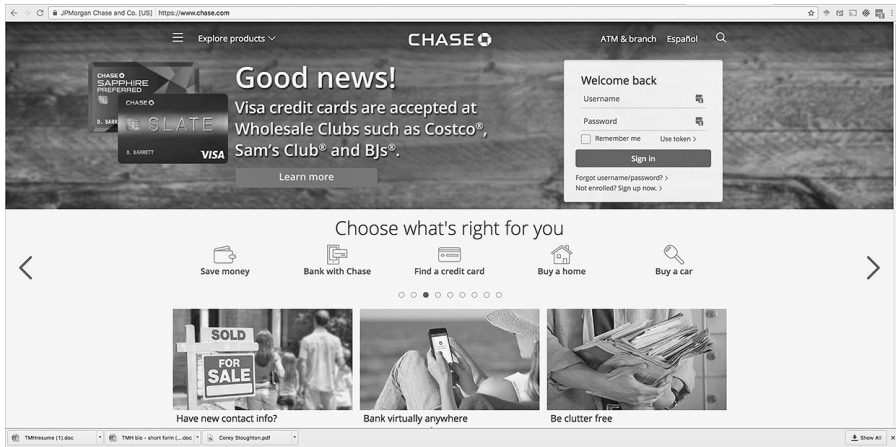 JPMorgan Chase and Co. [US] https://www.chase.com
Explore products
CHASE
ATM & branch Español
CHASE
SAPPHIRE
PREFERRED
D. BARR
CHASE
SLATE
D. BARRETT
VISA
Good news!
Visa credit cards are accepted at
Wholesale Clubs such as Costco®,
Sam's Club® and BJs®.
Learn more
Welcome back
Username
Password
Remember me Use token >
Sign in
Forgot username/password? >
Not enrolled? Sign up now. >
Choose what's right for you
Save money Bank with Chase Find a credit card Buy a home Buy a car
SOLD
FOR
SALE
Have new contact info? Bank virtually anywhere Be clutter free
TMHresume (1).doc TMH bio - short form (....doc Corey Stoughton.pdf Show All